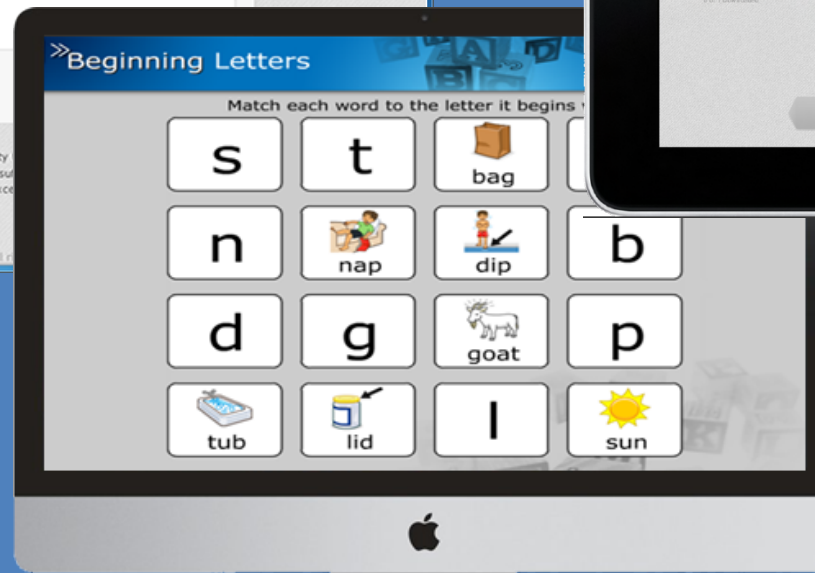 Beginning Letters
Match each word to the letter it begins
s t bag
n nap dip b
d g goat p
tub lid l sun